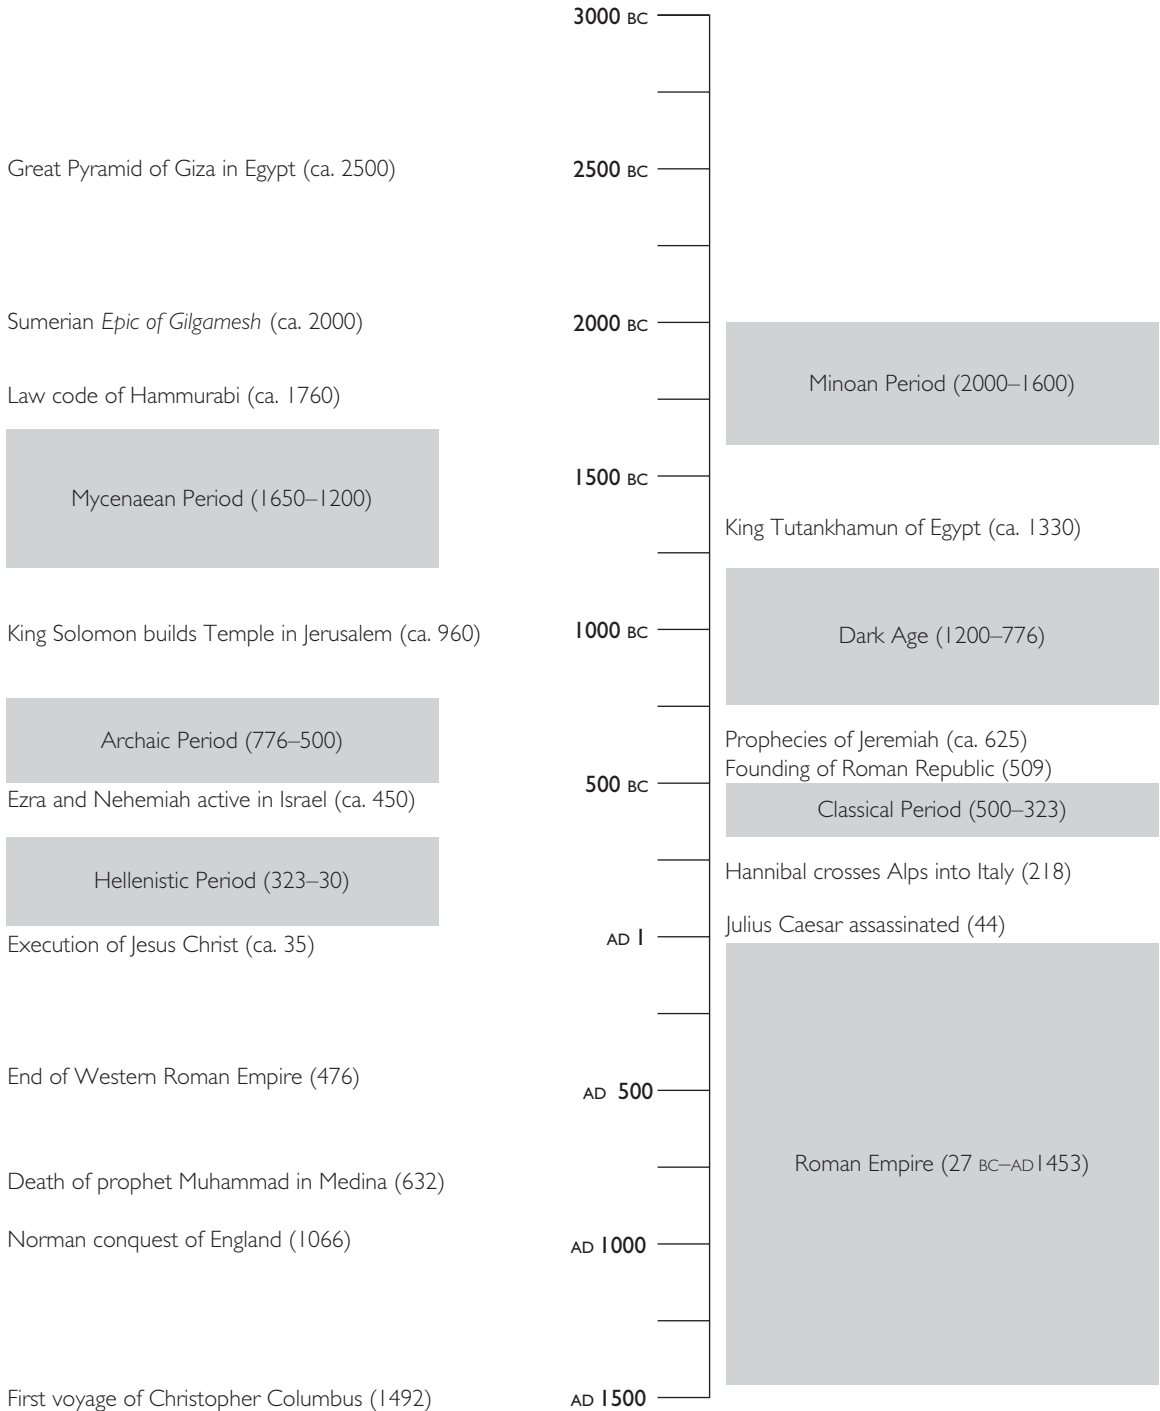 3000 BC
Great Pyramid of Giza in Egypt (ca. 2500)
2500 BC
Sumerian Epic of Gilgamesh (ca. 2000)
2000 BC
Minoan Period (2000–1600)
Law code of Hammurabi (ca. 1760)
Mycenaean Period (1650–1200)
1500 BC
King Tutankhamun of Egypt (ca. 1330)
King Solomon builds Temple in Jerusalem (ca. 960)
1000 BC
Dark Age (1200–776)
Archaic Period (776–500)
Prophecies of Jeremiah (ca. 625)
Founding of Roman Republic (509)
500 BC
Ezra and Nehemiah active in Israel (ca. 450)
Classical Period (500–323)
Hellenistic Period (323–30)
Hannibal crosses Alps into Italy (218)
Julius Caesar assassinated (44)
AD 1
Execution of Jesus Christ (ca. 35)
End of Western Roman Empire (476)
AD 500
Roman Empire (27 BC–AD1453)
Death of prophet Muhammad in Medina (632)
Norman conquest of England (1066)
AD 1000
First voyage of Christopher Columbus (1492)
AD 1500